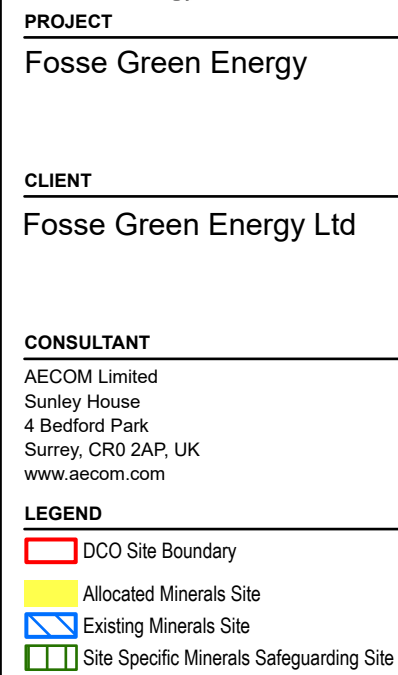 PROJECT
Fosse Green Energy
CLIENT
Fosse Green Energy Ltd
CONSULTANT
AECOM Limited
Sunley House
4 Bedford Park
Surrey, CR0 2AP, UK
www.aecom.com
LEGEND
DCO Site Boundary
Allocated Minerals Site
Existing Minerals Site
Site Specific Minerals Safeguarding Site